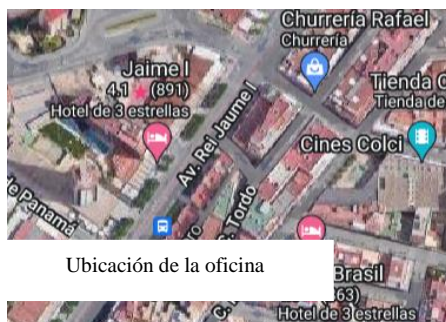 Churrería Rafael
Churrería
Jaime I
4.1 ★ (891)
Hotel de 3 estrellas
Tienda
Tienda de
Av. Rei Jaume I
Cines Colci
de Panamá
C. Tordo
Ubicación de la oficina
Brasil
Hotel de 3 estrellas